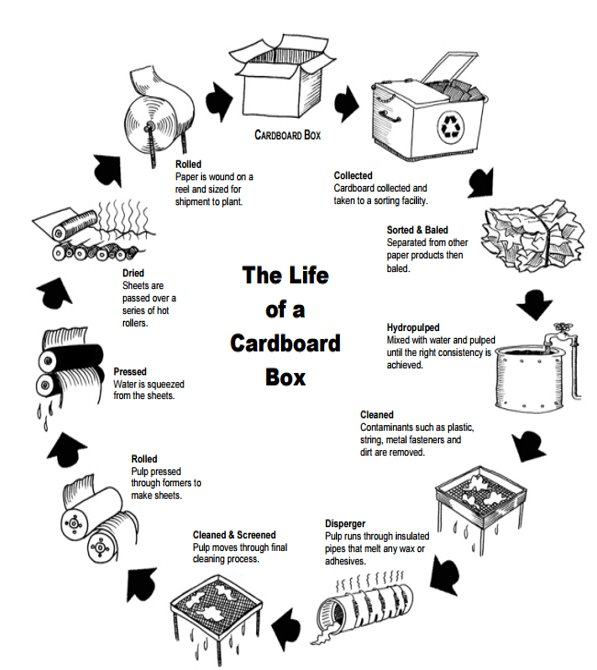 The Life
of a
Cardboard
Box
CARDBOARD BOX
Collected
Cardboard collected and
taken to a sorting facility.
Sorted & Baled
Separated from other
paper products then
baled.
Hydropulped
Mixed with water and pulped
until the right consistency is
achieved.
Cleaned
Contaminants such as plastic,
string, metal fasteners and
dirt are removed.
Disperger
Pulp runs through insulated
pipes that melt any wax or
adhesives.
Cleaned & Screened
Pulp moves through final
cleaning process.
Rolled
Pulp pressed
through formers to
make sheets.
Pressed
Water is squeezed
from the sheets.
Dried
Sheets are
passed over a
series of hot
rollers.
Rolled
Paper is wound on a
reel and sized for
shipment to plant.